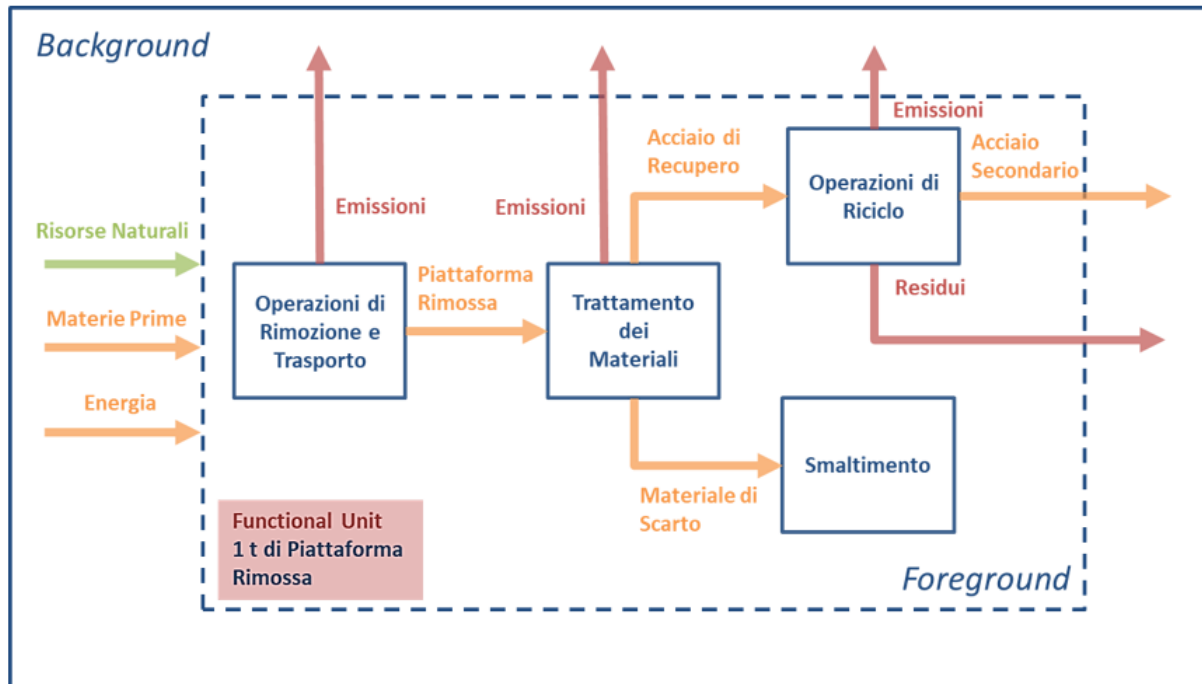 Background
Emissioni
Acciaio di
Recupero
Acciaio
Secondario
Operazioni di
Riciclo
Emissioni
Emissioni
Risorse Naturali
Piattaforma
Rimossa
Residui
Operazioni di
Rimozione e
Trasporto
Trattamento
dei
Materiali
Materie Prime
Energia
Smaltimento
Materiale di
Scarto
Functional Unit
1 t di Piattaforma
Rimossa
Foreground